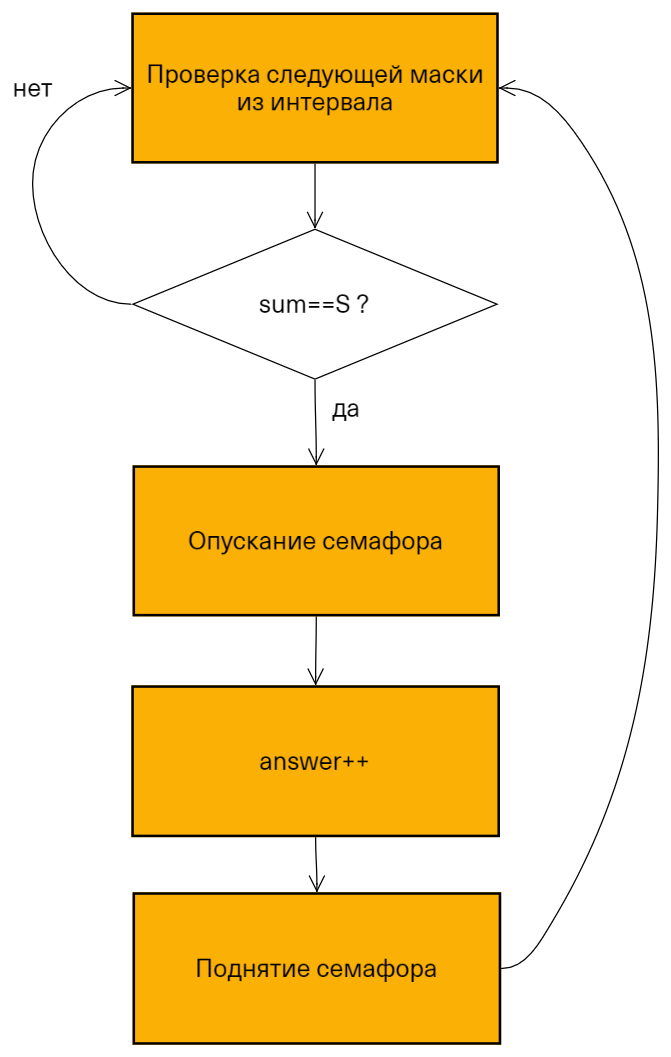 Проверка следующей маски
из интервала
нет
sum==S ?
да
Опускание семафора
answer++
Поднятие семафора